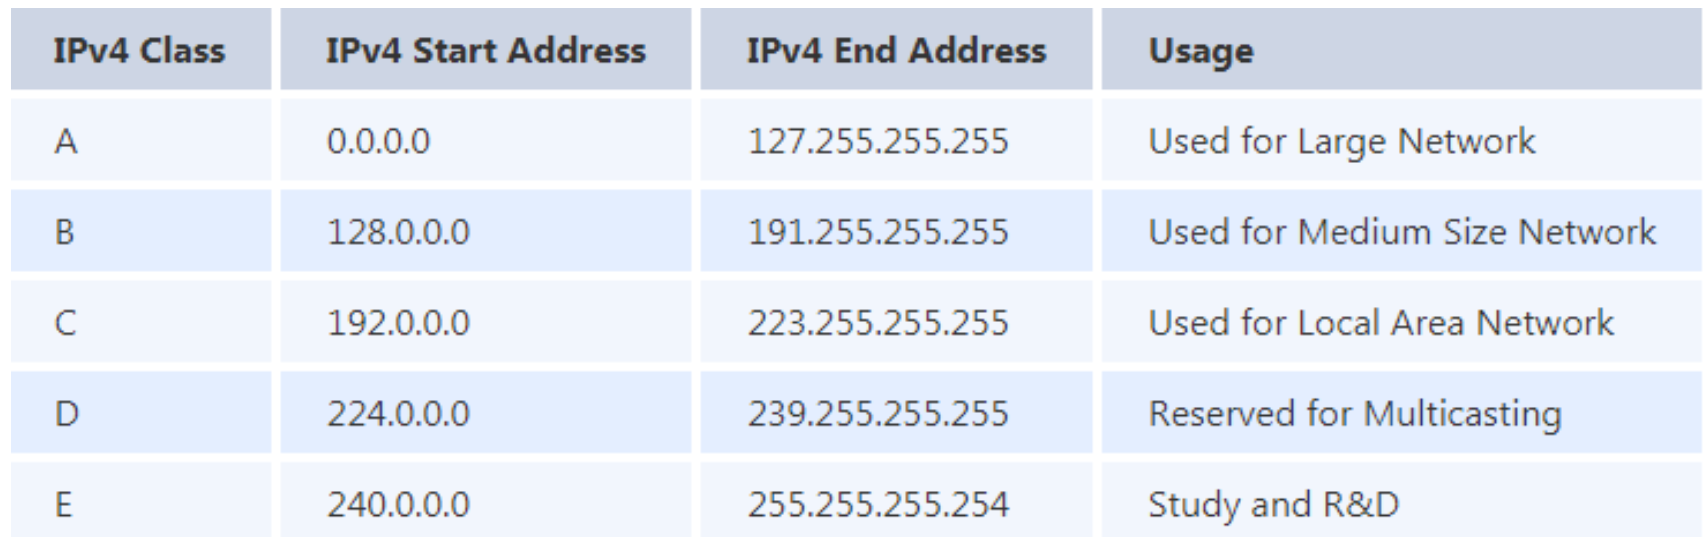 IPv4 Class IPv4 Start Address IPv4 End Address Usage
A 0.0.0.0 127.255.255.255 Used for Large Network
B 128.0.0.0 191.255.255.255 Used for Medium Size Network
C 192.0.0.0 223.255.255.255 Used for Local Area Network
D 224.0.0.0 239.255.255.255 Reserved for Multicasting
E 240.0.0.0 255.255.255.254 Study and R&D